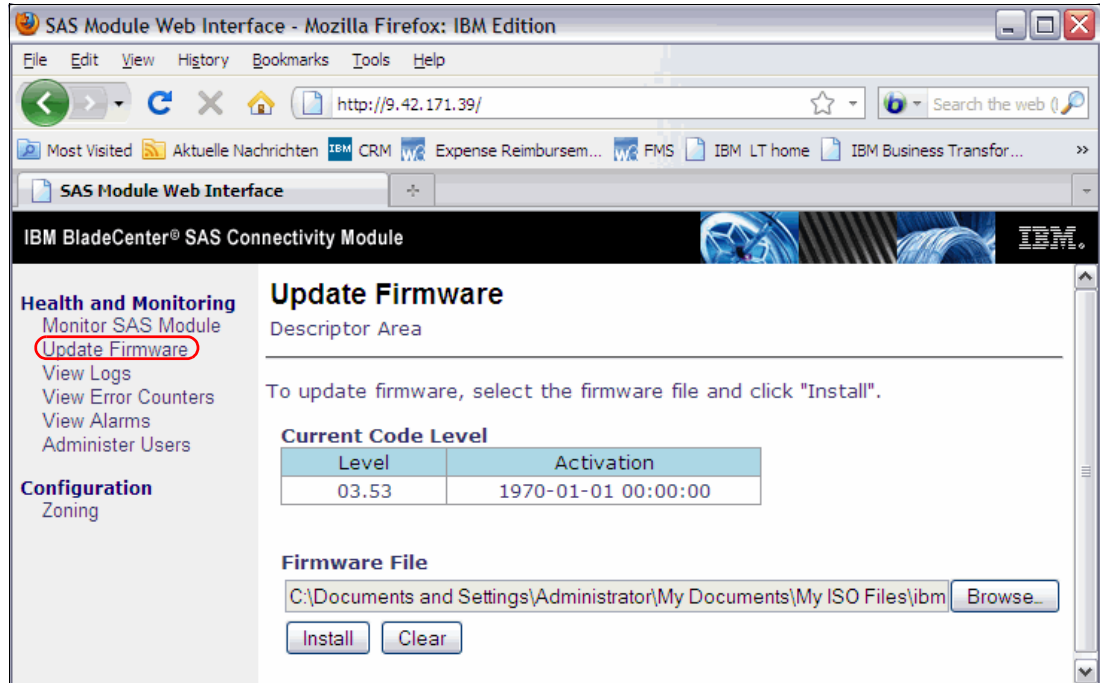 SAS Module Web Interface - Mozilla Firefox: IBM Edition
File Edit View History Bookmarks Tools Help
http://9.42.171.39/
Search the web (
Most Visited Aktuelle Nachrichten IBM CRM Expense Reimbursem... FMS IBM LT home IBM Business Transfor... »
SAS Module Web Interface
IBM BladeCenter® SAS Connectivity Module IBM.
Health and Monitoring
Monitor SAS Module
Update Firmware
View Logs
View Error Counters
View Alarms
Administer Users
Configuration
Zoning
Update Firmware
Descriptor Area
To update firmware, select the firmware file and click "Install".
Current Code Level
Level Activation
03.53 1970-01-01 00:00:00
Firmware File
C:\Documents and Settings\Administrator\My Documents\My ISO Files\ibm Browse...
Install Clear